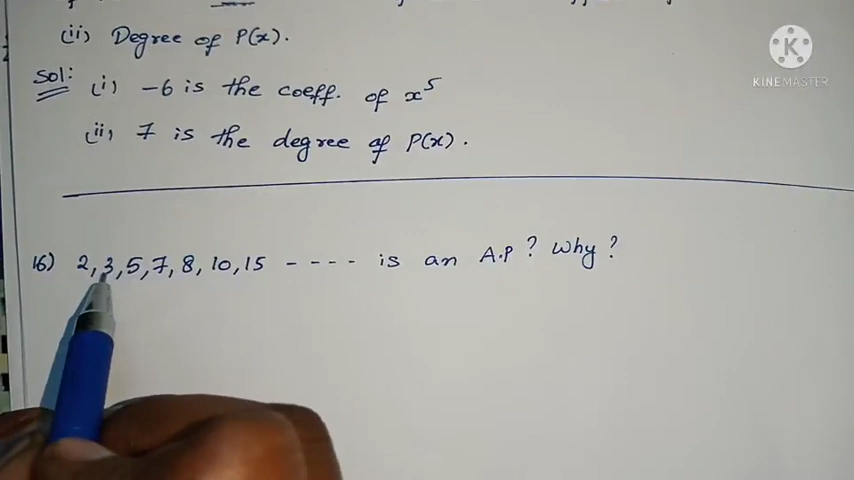 (ii) Degree of P(x).
Sol: (i) -6 is the coeff. of x⁵
(ii) 7 is the degree of P(x).
16) 2,3,5,7,8,10,15 ---- is an A.P? Why?
KINEMASTER